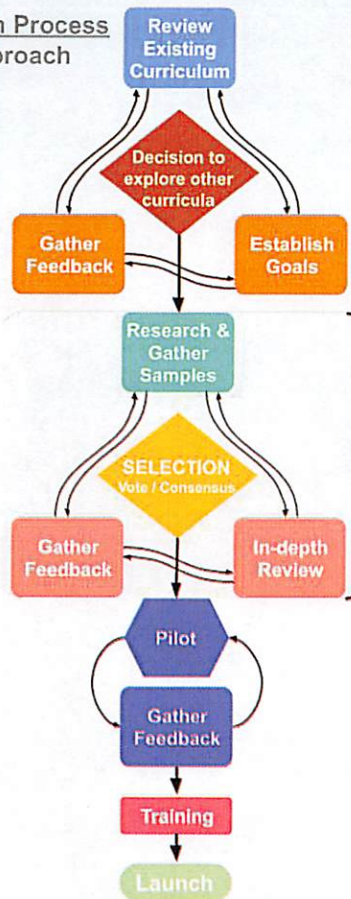 Process
Review
Existing
Curriculum
Decision to
explore other
curricula
Gather
Feedback
Establish
Goals
Research &
Gather
Samples
SELECTION
Vote / Consensus
Gather
Feedback
In-depth
Review
Pilot
Gather
Feedback
Training
Launch